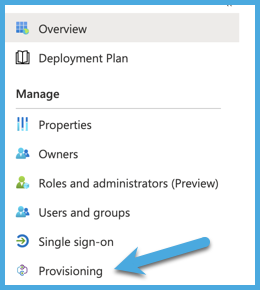 Overview
Deployment Plan
Manage
Properties
Owners
Roles and administrators (Preview)
Users and groups
Single sign-on
Provisioning